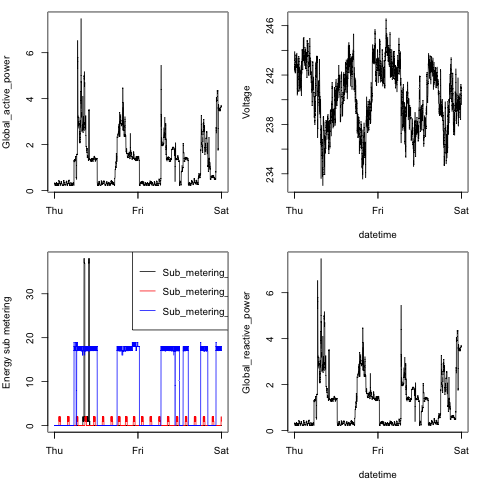 Global_active_power
6
4
2
0
Thu Fri Sat
Voltage
246
242
238
234
Thu Fri Sat
datetime
Energy sub metering
30
20
10
0
Sub_metering_
Sub_metering_
Sub_metering_
Thu Fri Sat
Global_reactive_power
6
4
2
0
Thu Fri Sat
datetime